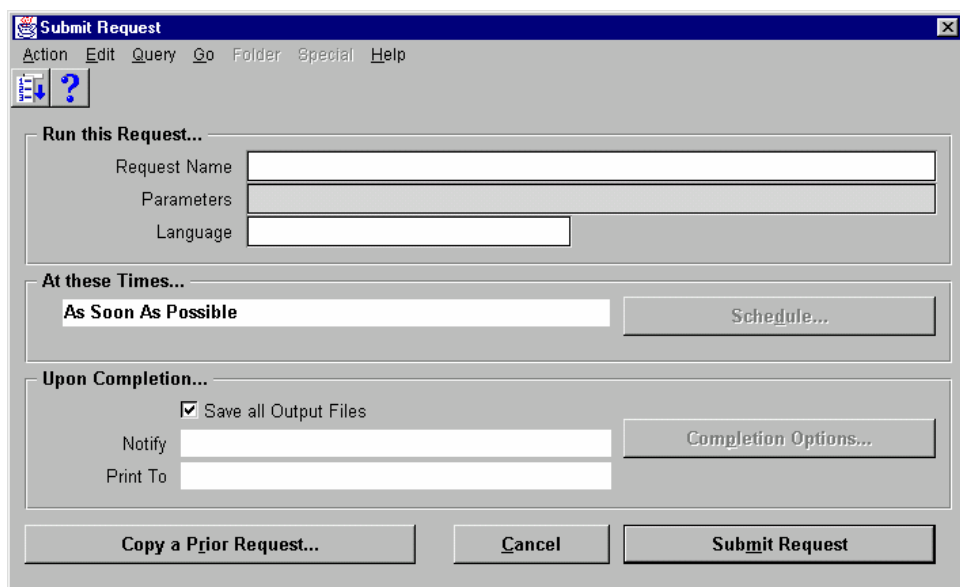 Submit Request
Action Edit Query Go Folder Special Help
Run this Request...
Request Name
Parameters
Language
At these Times...
As Soon As Possible
Schedule...
Upon Completion...
Save all Output Files
Notify
Completion Options...
Print To
Copy a Prior Request...
Cancel
Submit Request